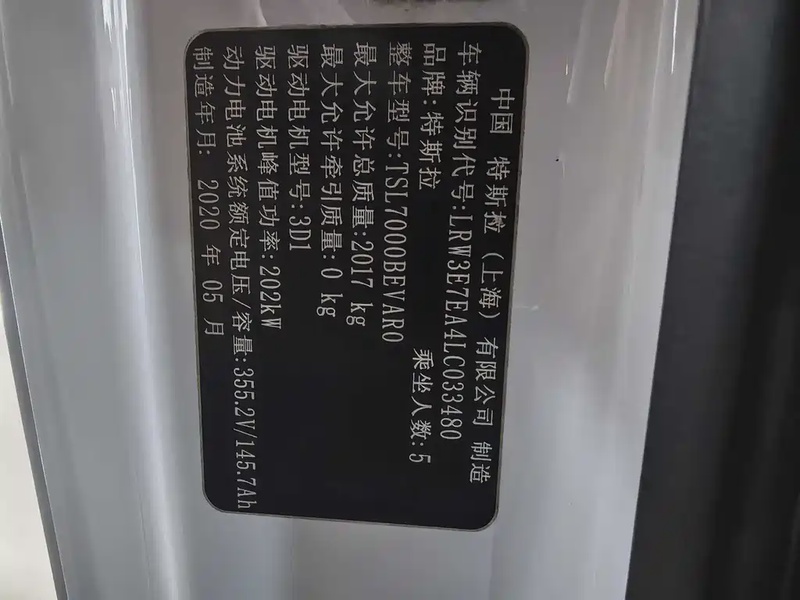 中国 特斯拉（上海）有限公司 制造
车辆识别代号:LRW3E7EA4LC033480
品牌:特斯拉 乘坐人数:5
整车型号:TSL7000BEVAR0
最大允许总质量:2017 kg
最大允许牵引质量:0 kg
驱动电机型号:3D1
驱动电机峰值功率:202kW
动力电池系统额定电压/容量:355.2V/145.7Ah
制造年月: 2020 年 05 月